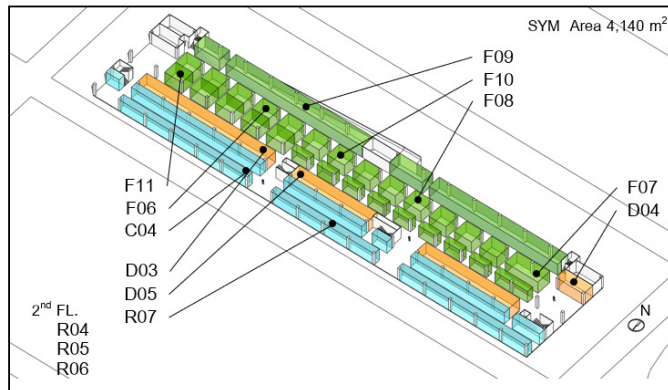 SYM Area 4,140 m²
F09
F10
F08
F11
F06
C04
F07
D04
D03
D05
R07
2nd FL.
R04
R05
R06
N